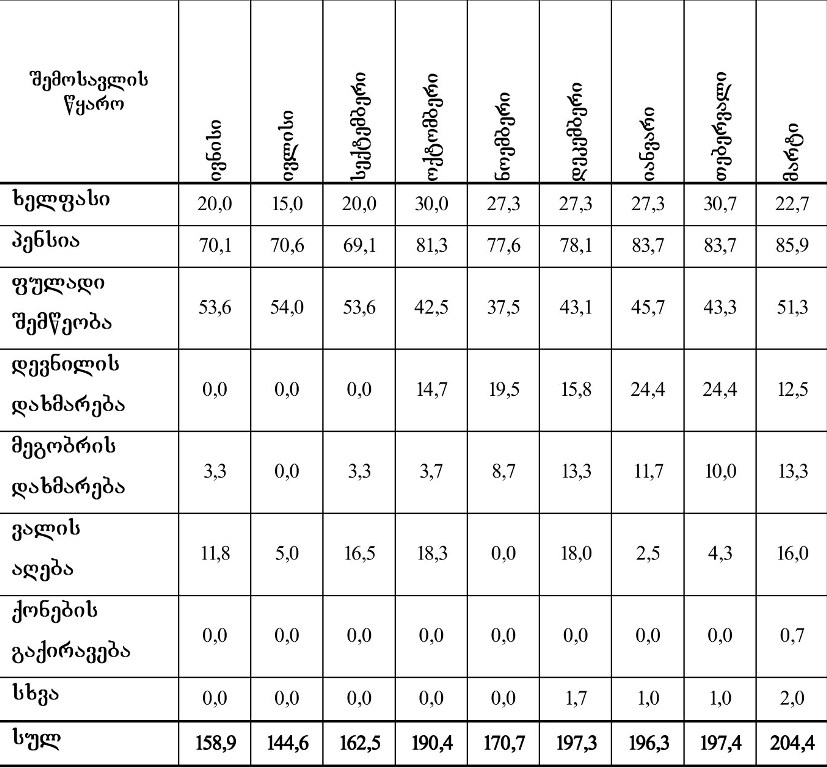 შემოსავლის წყარო ივნისი ივლისი სექტემბერი ოქტომბერი ნოემბერი დეკემბერი იანვარი თებერვალი მარტი
ხელფასი 20,0 15,0 20,0 30,0 27,3 27,3 27,3 30,7 22,7
პენსია 70,1 70,6 69,1 81,3 77,6 78,1 83,7 83,7 85,9
ფულადი
შემწეობა 53,6 54,0 53,6 42,5 37,5 43,1 45,7 43,3 51,3
დევნილის
დახმარება 0,0 0,0 0,0 14,7 19,5 15,8 24,4 24,4 12,5
მეგობრის
დახმარება 3,3 0,0 3,3 3,7 8,7 13,3 11,7 10,0 13,3
ვალის
აღება 11,8 5,0 16,5 18,3 0,0 18,0 2,5 4,3 16,0
ქონების
გაქირავება 0,0 0,0 0,0 0,0 0,0 0,0 0,0 0,0 0,7
სხვა 0,0 0,0 0,0 0,0 0,0 1,7 1,0 1,0 2,0
სულ 158,9 144,6 162,5 190,4 170,7 197,3 196,3 197,4 204,4